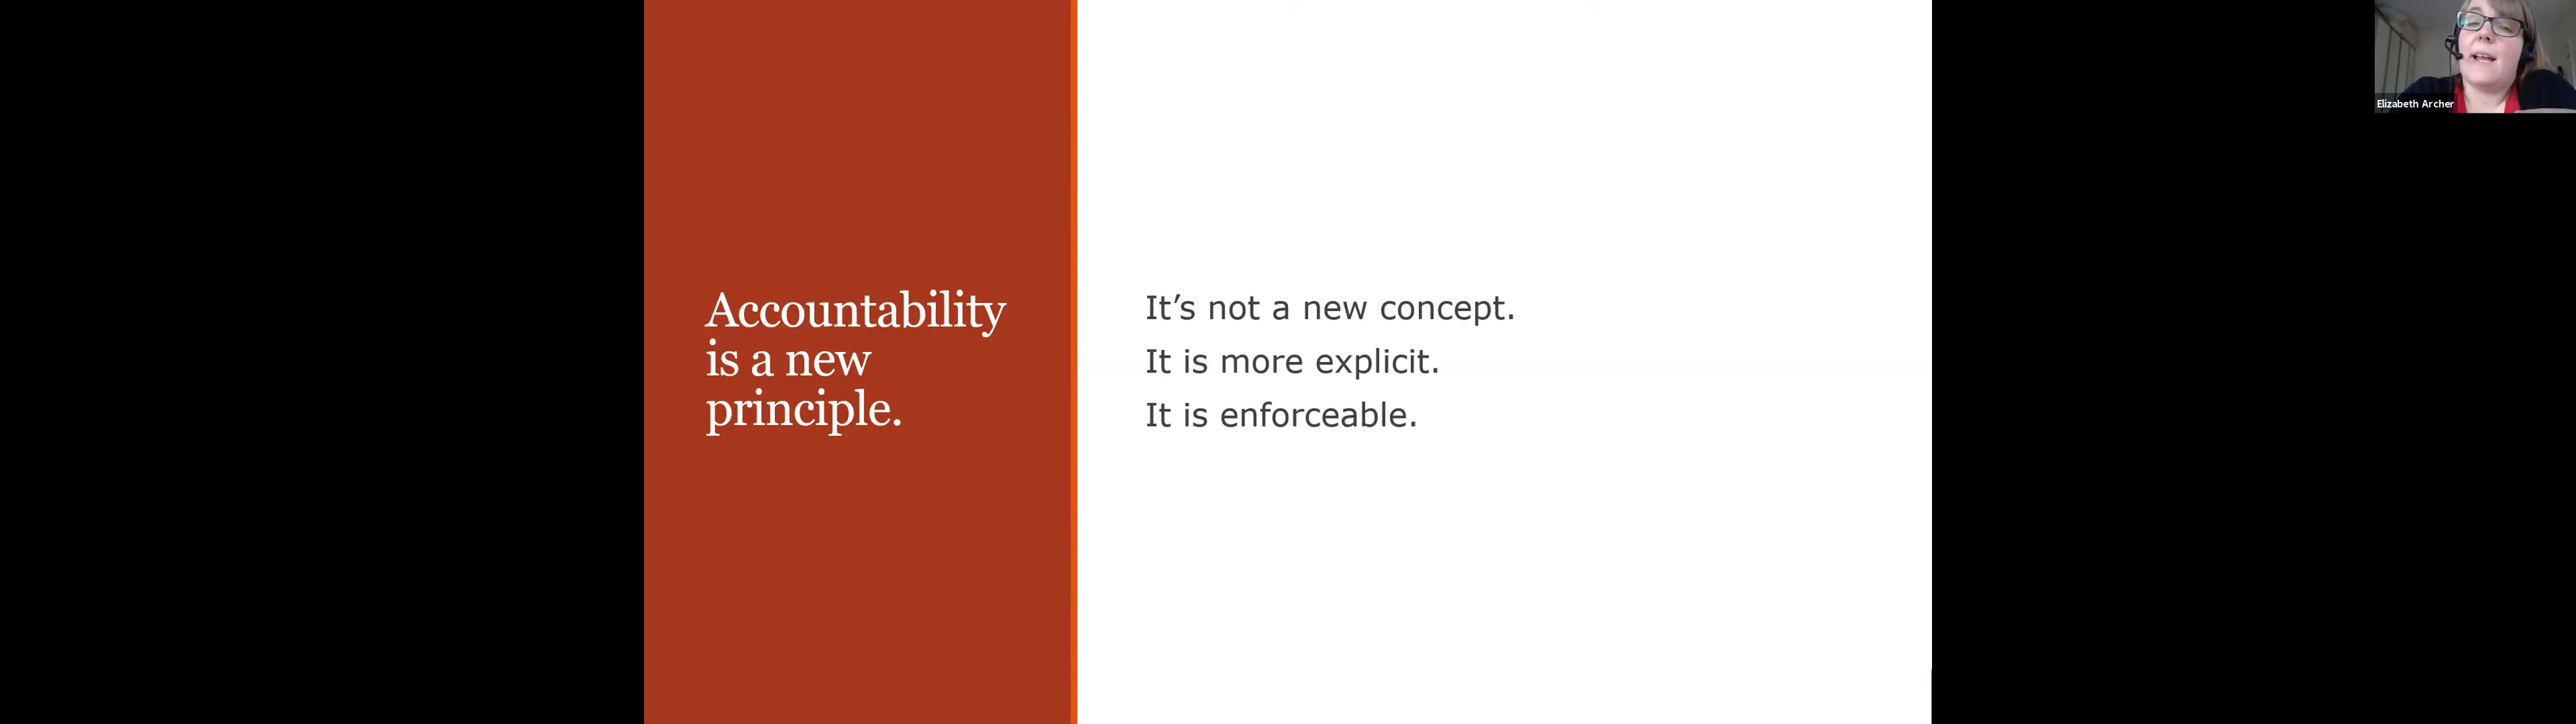 Accountability
is a new
principle.
It’s not a new concept.
It is more explicit.
It is enforceable.
Elizabeth Archer